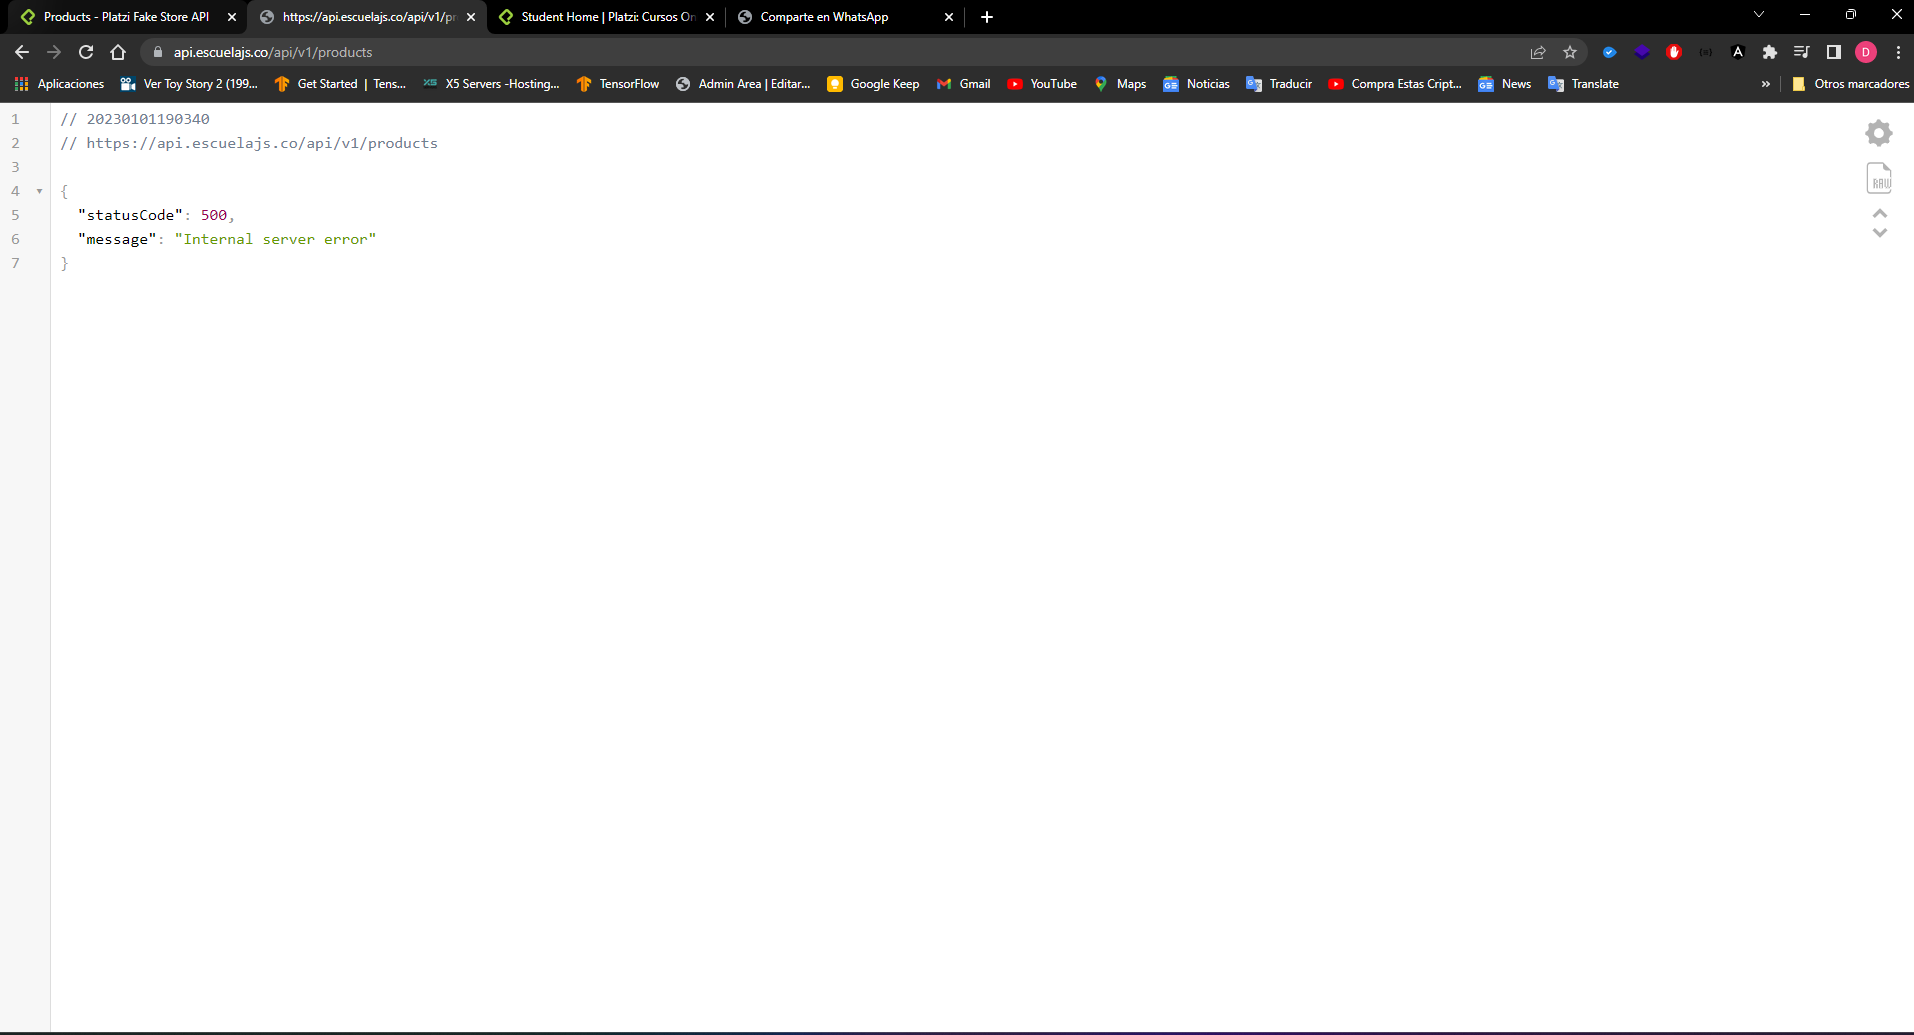 Products - Platzi Fake Store API
https://api.escuelajs.co/api/v1/pr
Student Home | Platzi: Cursos On
Comparte en WhatsApp
api.escuelajs.co/api/v1/products
D
Aplicaciones
Ver Toy Story 2 (199...
Get Started | Tens...
X5 Servers -Hosting...
TensorFlow
Admin Area | Editar...
Google Keep
Gmail
YouTube
Maps
Noticias
Traducir
Compra Estas Cript...
News
Translate
»
Otros marcadores
1 // 20230101190340
2 // https://api.escuelajs.co/api/v1/products
3
4 {
5 "statusCode": 500,
6 "message": "Internal server error"
7 }
RAW